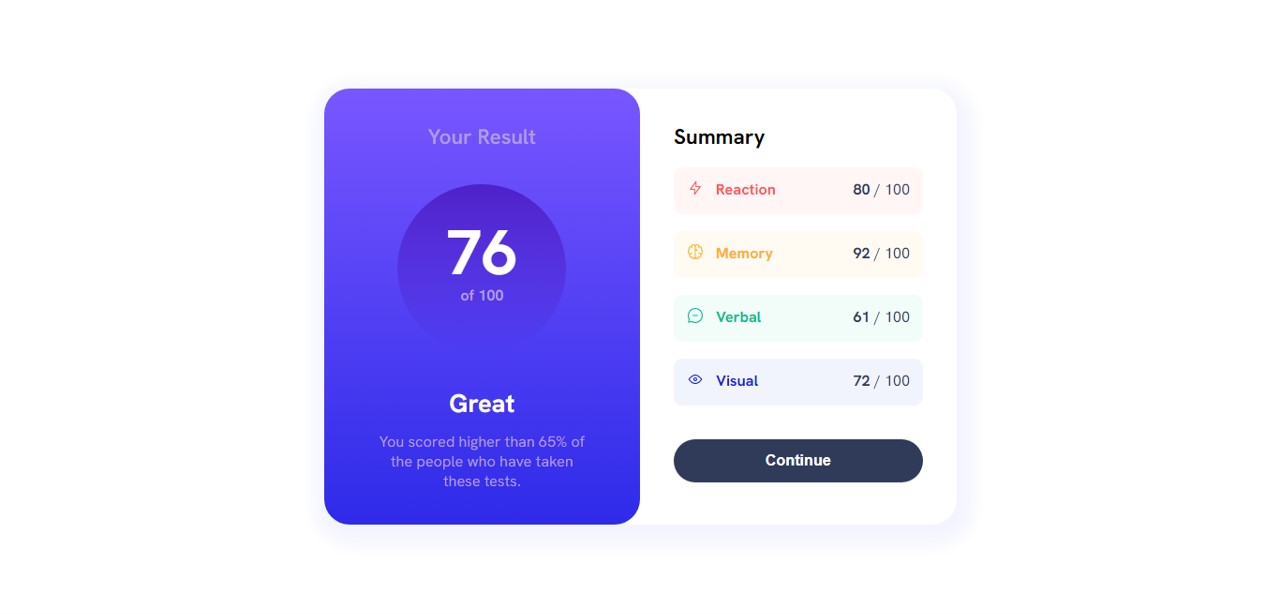 Your Result
76
of 100
Great
You scored higher than 65% of
the people who have taken
these tests.
Summary
Reaction 80 / 100
Memory 92 / 100
Verbal 61 / 100
Visual 72 / 100
Continue